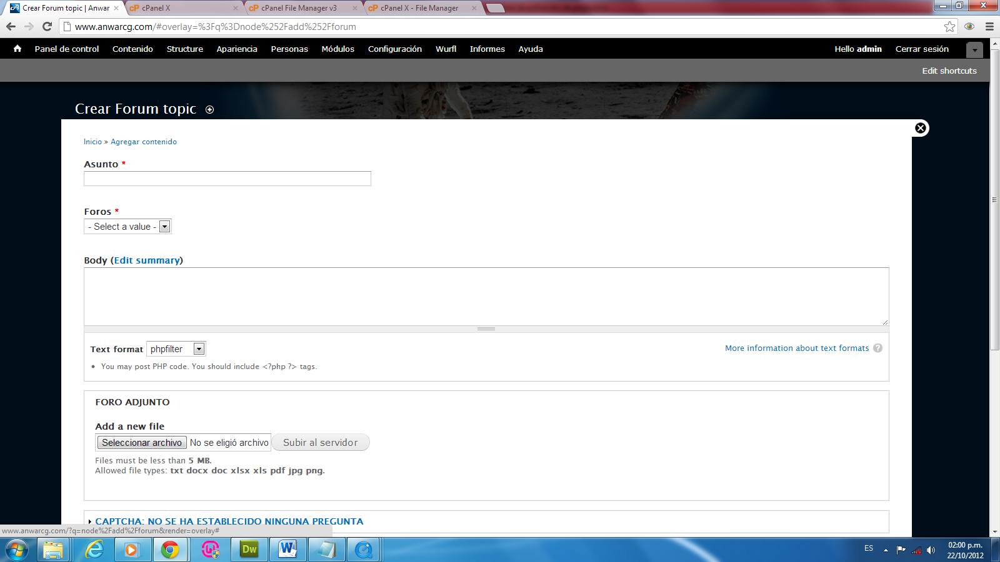 Crear Forum topic | Anwar
cPanel X
cPanel File Manager v3
cPanel X - File Manager
www.anwarcg.com/#overlay=%3Fq%3Dnode%252Fadd%252Fforum
Panel de control Contenido Structure Apariencia Personas Módulos Configuración Wurfl Informes Ayuda Hello admin Cerrar sesión
Edit shortcuts
Crear Forum topic
Inicio » Agregar contenido
Asunto *
Foros *
- Select a value -
Body (Edit summary)
Text format phpfilter More information about text formats ?
• You may post PHP code. You should include <?php ?> tags.
FORO ADJUNTO
Add a new file
Seleccionar archivo No se eligió archivo Subir al servidor
Files must be less than 5 MB.
Allowed file types: txt docx doc xlsx xls pdf jpg png.
CAPTCHA: NO SE HA ESTABLECIDO NINGUNA PREGUNTA
www.anwarcg.com/?q=node%2Fadd%2Fforum&render=overlay#
Dw
W
ES
02:00 p.m.
22/10/2012